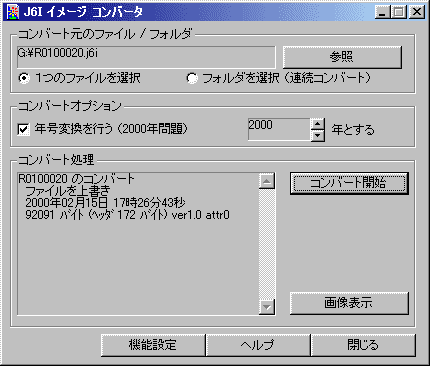 J6I イメージ コンバータ
コンバート元のファイル / フォルダ
G:¥R0100020.j6i
参照
1つのファイルを選択
フォルダを選択 (連続コンバート)
コンバートオプション
年号変換を行う (2000年問題)
2000
年とする
コンバート処理
R0100020 のコンバート
ファイルを上書き
2000年02月15日 17時26分43秒
92091 バイト (ヘッダ 172 バイト) ver1.0 attr0
コンバート開始
画像表示
機能設定
ヘルプ
閉じる